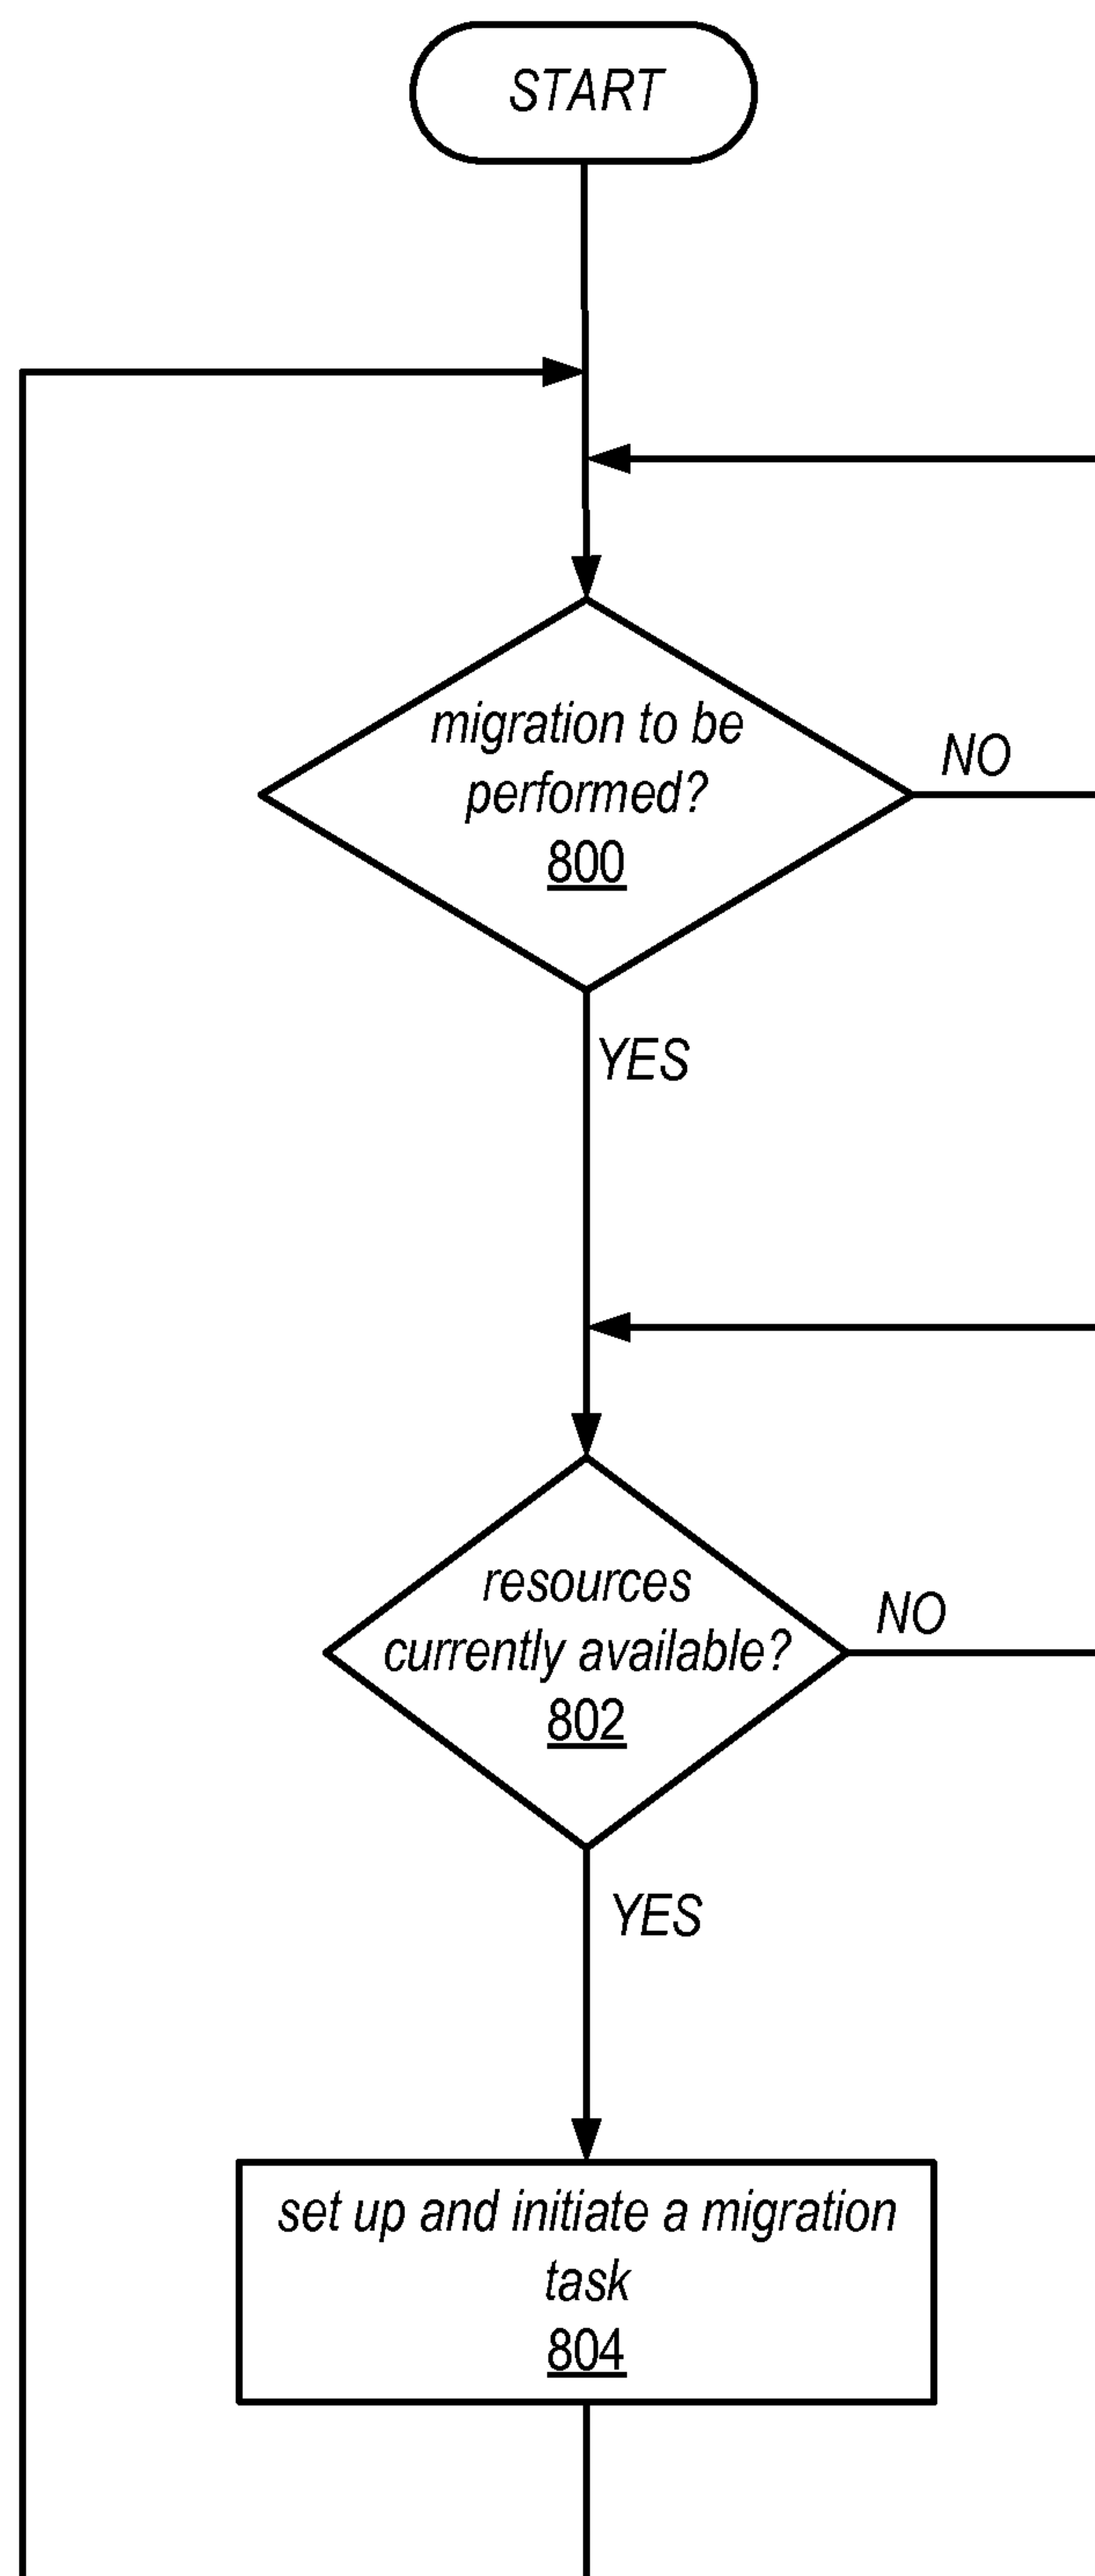 START
migration to be
performed?
800
NO
YES
resources
currently available?
802
NO
YES
set up and initiate a migration
task
804